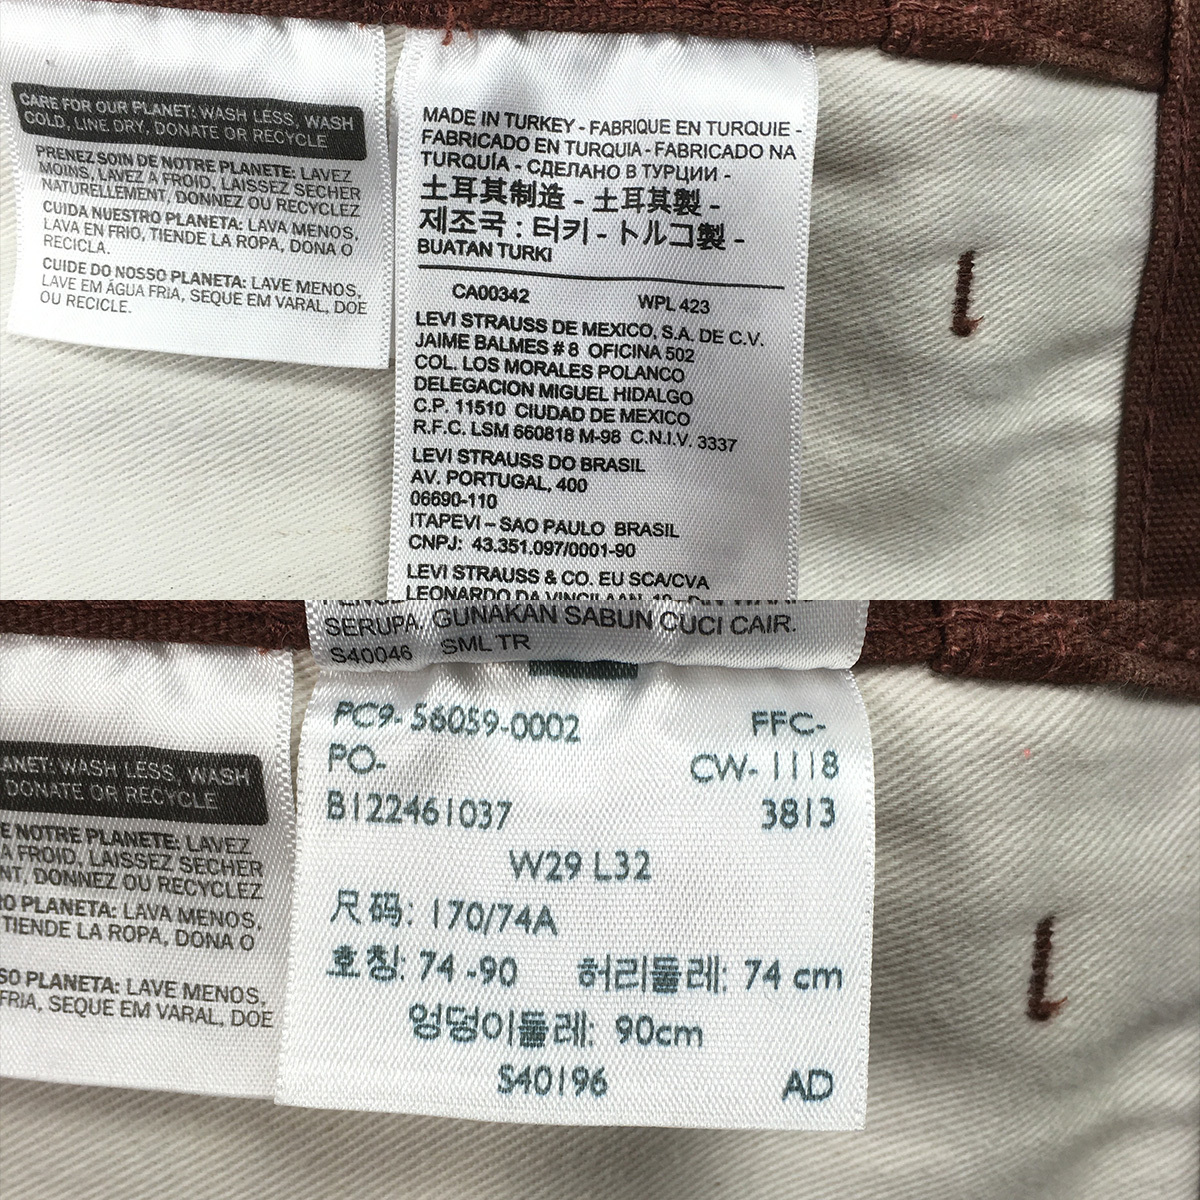 CARE FOR OUR PLANET: WASH LESS, WASH
COLD, LINE DRY, DONATE OR RECYCLE
PRENEZ SOIN DE NOTRE PLANETE: LAVEZ
MOINS, LAVEZ A FROID, LAISSEZ SECHER
NATURELLEMENT, DONNEZ OU RECYCLEZ
CUIDA NUESTRO PLANETA: LAVA MENOS,
LAVA EN FRIO, TIENDE LA ROPA, DONA O
RECICLA.
CUIDE DO NOSSO PLANETA: LAVE MENOS,
LAVE EM ÁGUA FRIA, SEQUE EM VARAL, DOE
OU RECICLE.
MADE IN TURKEY - FABRIQUE EN TURQUIE -
FABRICADO EN TURQUIA - FABRICADO NA
TURQUÍA - СДЕЛАНО В ТУРЦИИ -
土耳其制造 - 土耳其製 -
제조국 : 터키 - トルコ製 -
BUATAN TURKI
CA00342 WPL 423
LEVI STRAUSS DE MEXICO, S.A. DE C.V.
JAIME BALMES # 8 OFICINA 502
COL. LOS MORALES POLANCO
DELEGACION MIGUEL HIDALGO
C.P. 11510 CIUDAD DE MEXICO
R.F.C. LSM 660818 M-98 C.N.I.V. 3337
LEVI STRAUSS DO BRASIL
AV. PORTUGAL, 400
06690-110
ITAPEVI – SAO PAULO BRASIL
CNPJ: 43.351.097/0001-90
LEVI STRAUSS & CO. EU SCA/CVA
LEONARDO DA VINCILAAN, 19
SERUPA, GUNAKAN SABUN CUCI CAIR.
S40046 SML TR
ANET: WASH LESS, WASH
DONATE OR RECYCLE
E NOTRE PLANETE: LAVEZ
A FROID, LAISSEZ SECHER
NT, DONNEZ OU RECYCLEZ
RO PLANETA: LAVA MENOS,
TIENDE LA ROPA, DONA O
SO PLANETA: LAVE MENOS,
FRIA, SEQUE EM VARAL, DOE
PC9-56059-0002 FFC-
PO- CW-1118
B122461037 3813
W29 L32
尺码: 170/74A
호칭: 74-90 허리둘레: 74 cm
엉덩이둘레: 90cm
S40196 AD